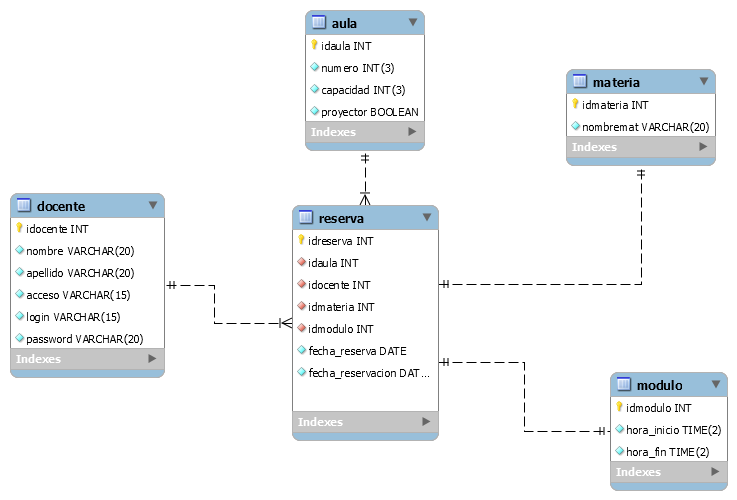 aula
idaula INT
numero INT(3)
capacidad INT(3)
proyector BOOLEAN
Indexes
materia
idmateria INT
nombremat VARCHAR(20)
Indexes
docente
idocente INT
nombre VARCHAR(20)
apellido VARCHAR(20)
acceso VARCHAR(15)
login VARCHAR(15)
password VARCHAR(20)
Indexes
reserva
idreserva INT
idaula INT
idocente INT
idmateria INT
idmodulo INT
fecha_reserva DATE
fecha_reservacion DAT...
Indexes
modulo
idmodulo INT
hora_inicio TIME(2)
hora_fin TIME(2)
Indexes